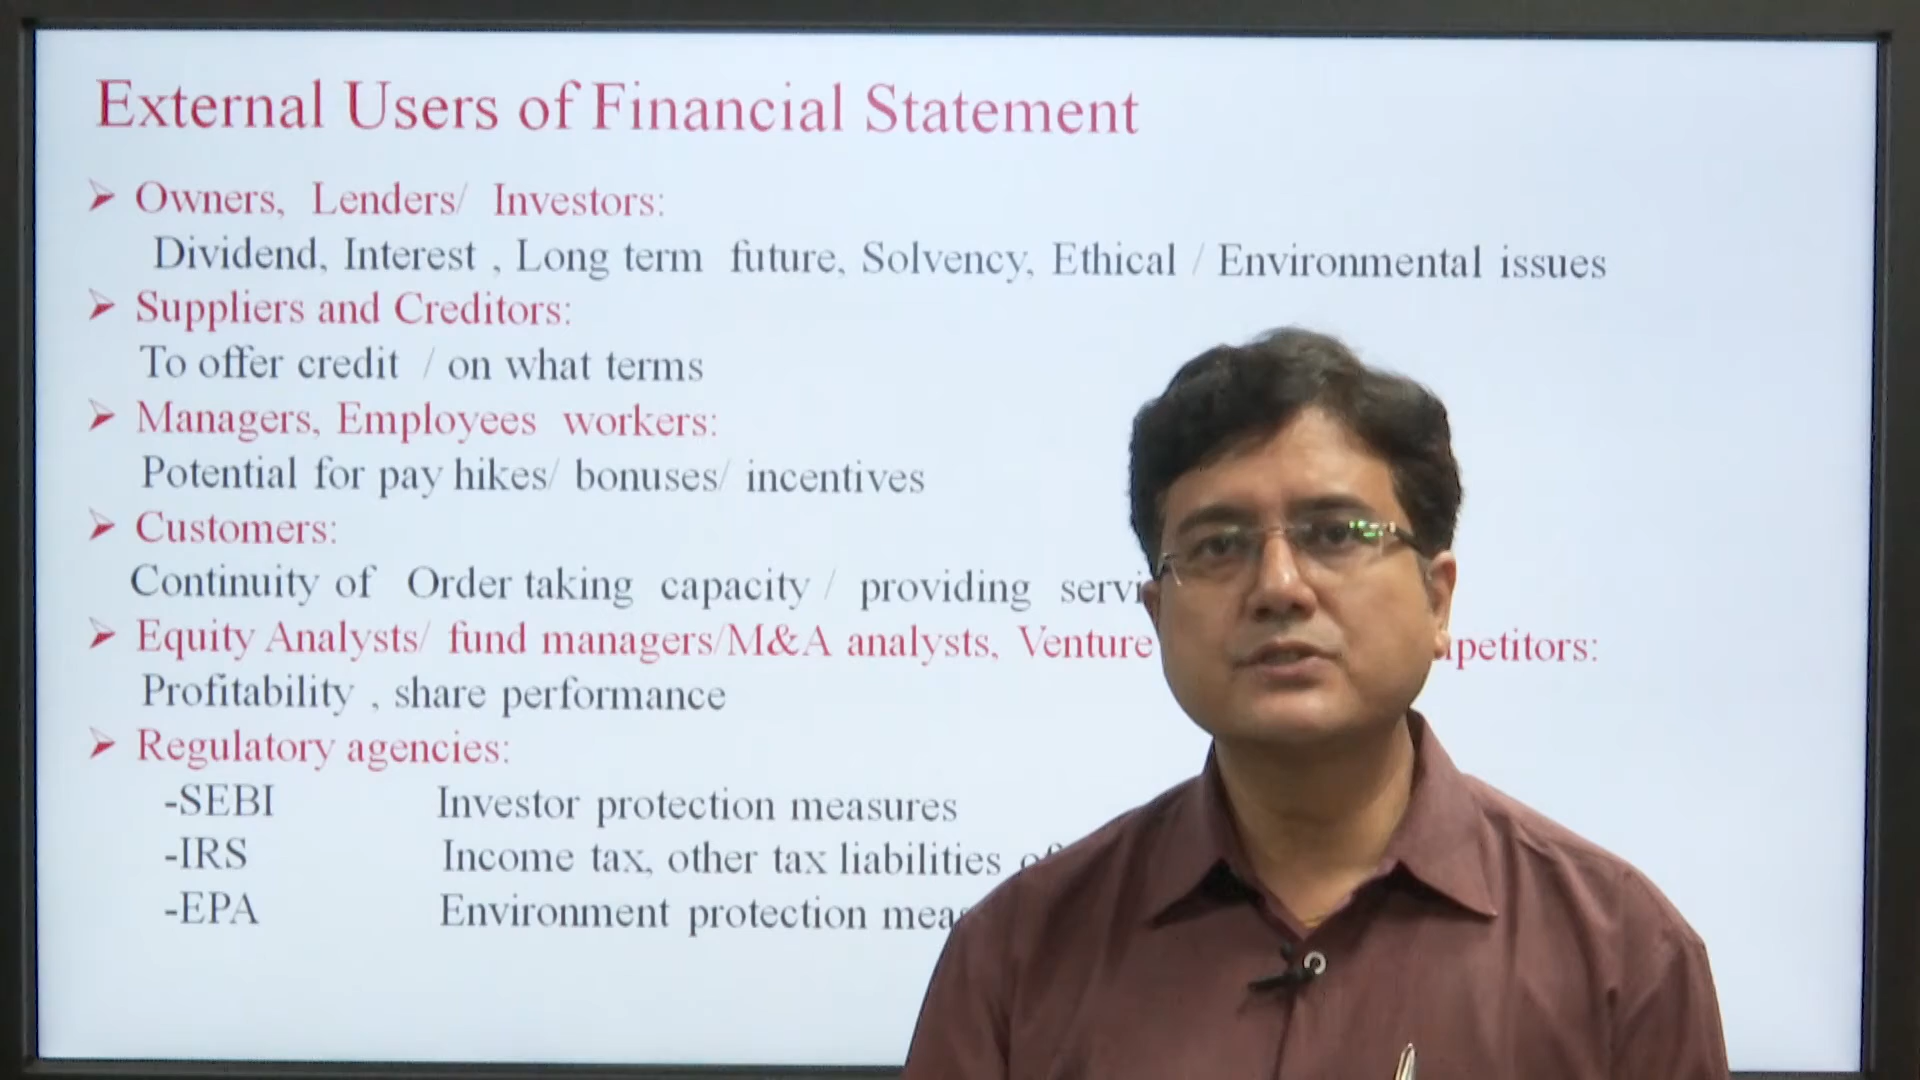 External Users of Financial Statement
Owners, Lenders/ Investors:
Dividend, Interest , Long term future, Solvency, Ethical / Environmental issues
Suppliers and Creditors:
To offer credit / on what terms
Managers, Employees workers:
Potential for pay hikes/ bonuses/ incentives
Customers:
Continuity of Order taking capacity / providing
Equity Analysts/ fund managers/M&A analysts, Venture
Profitability , share performance
Regulatory agencies:
-SEBI Investor protection measures
-IRS Income tax, other tax liabilities
-EPA Environment protection